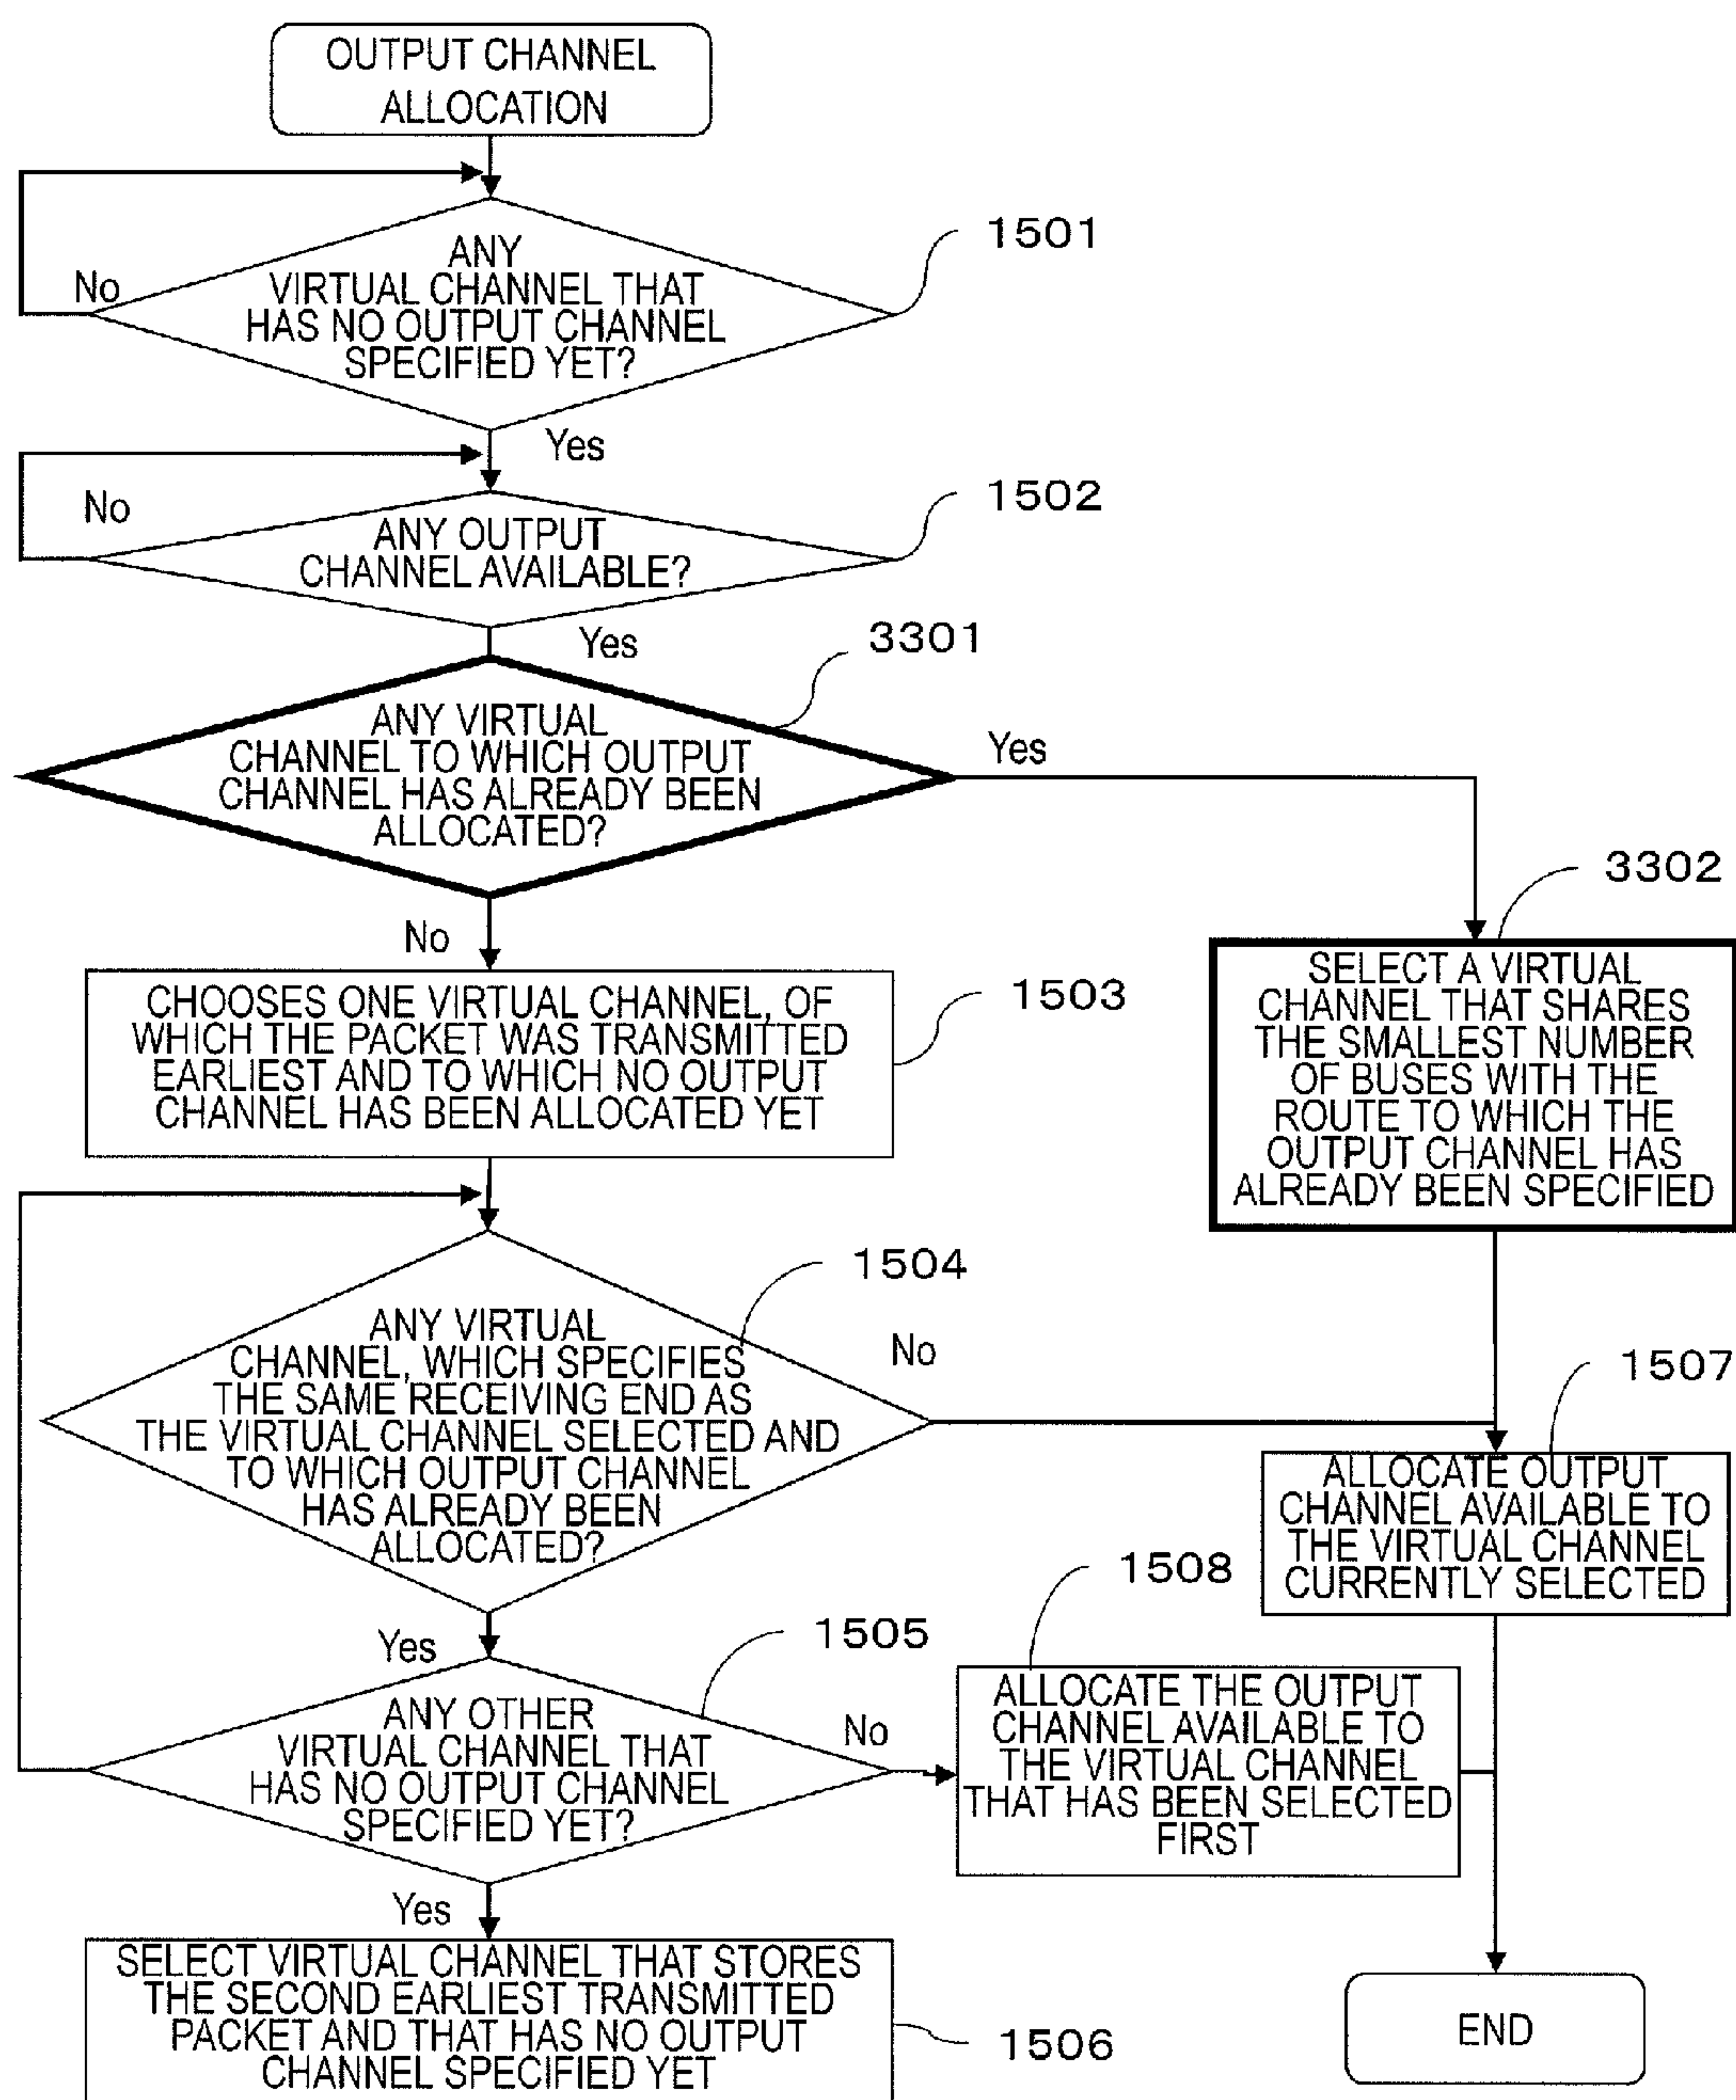 OUTPUT CHANNEL
ALLOCATION
1501
ANY
VIRTUAL CHANNEL THAT
HAS NO OUTPUT CHANNEL
SPECIFIED YET?
No
Yes
1502
No
ANY OUTPUT
CHANNEL AVAILABLE?
Yes
3301
ANY VIRTUAL
CHANNEL TO WHICH OUTPUT
CHANNEL HAS ALREADY BEEN
ALLOCATED?
Yes
No
3302
SELECT A VIRTUAL
CHANNEL THAT SHARES
THE SMALLEST NUMBER
OF BUSES WITH THE
ROUTE TO WHICH THE
OUTPUT CHANNEL HAS
ALREADY BEEN SPECIFIED
1503
CHOOSES ONE VIRTUAL CHANNEL, OF
WHICH THE PACKET WAS TRANSMITTED
EARLIEST AND TO WHICH NO OUTPUT
CHANNEL HAS BEEN ALLOCATED YET
1504
ANY VIRTUAL
CHANNEL, WHICH SPECIFIES
THE SAME RECEIVING END AS
THE VIRTUAL CHANNEL SELECTED AND
TO WHICH OUTPUT CHANNEL
HAS ALREADY BEEN
ALLOCATED?
No
Yes
1507
ALLOCATE OUTPUT
CHANNEL AVAILABLE TO
THE VIRTUAL CHANNEL
CURRENTLY SELECTED
1505
ANY OTHER
VIRTUAL CHANNEL THAT
HAS NO OUTPUT CHANNEL
SPECIFIED YET?
No
Yes
1508
ALLOCATE THE OUTPUT
CHANNEL AVAILABLE TO
THE VIRTUAL CHANNEL
THAT HAS BEEN SELECTED
FIRST
SELECT VIRTUAL CHANNEL THAT STORES
THE SECOND EARLIEST TRANSMITTED
PACKET AND THAT HAS NO OUTPUT
CHANNEL SPECIFIED YET
1506
END